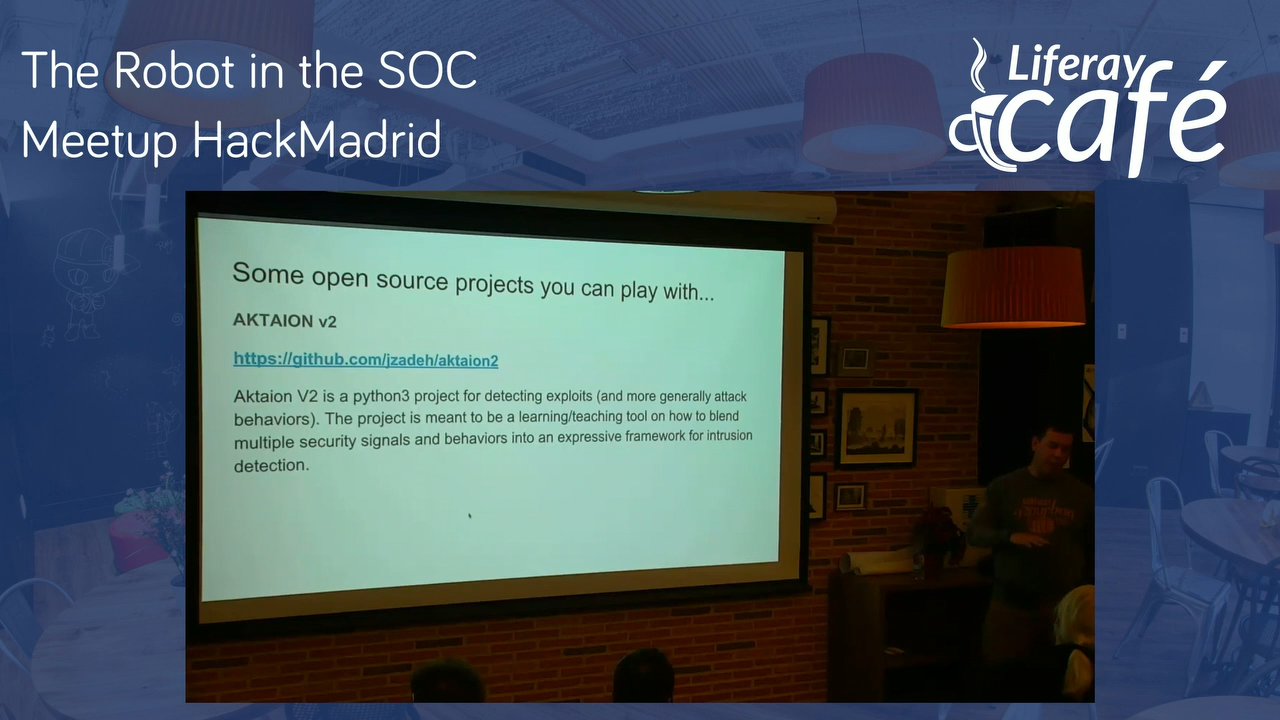 The Robot in the SOC
Meetup HackMadrid
Liferay
café
Some open source projects you can play with...
AKTAION v2
https://github.com/jzadeh/aktaion2
Aktaion V2 is a python3 project for detecting exploits (and more generally attack
behaviors). The project is meant to be a learning/teaching tool on how to blend
multiple security signals and behaviors into an expressive framework for intrusion
detection.